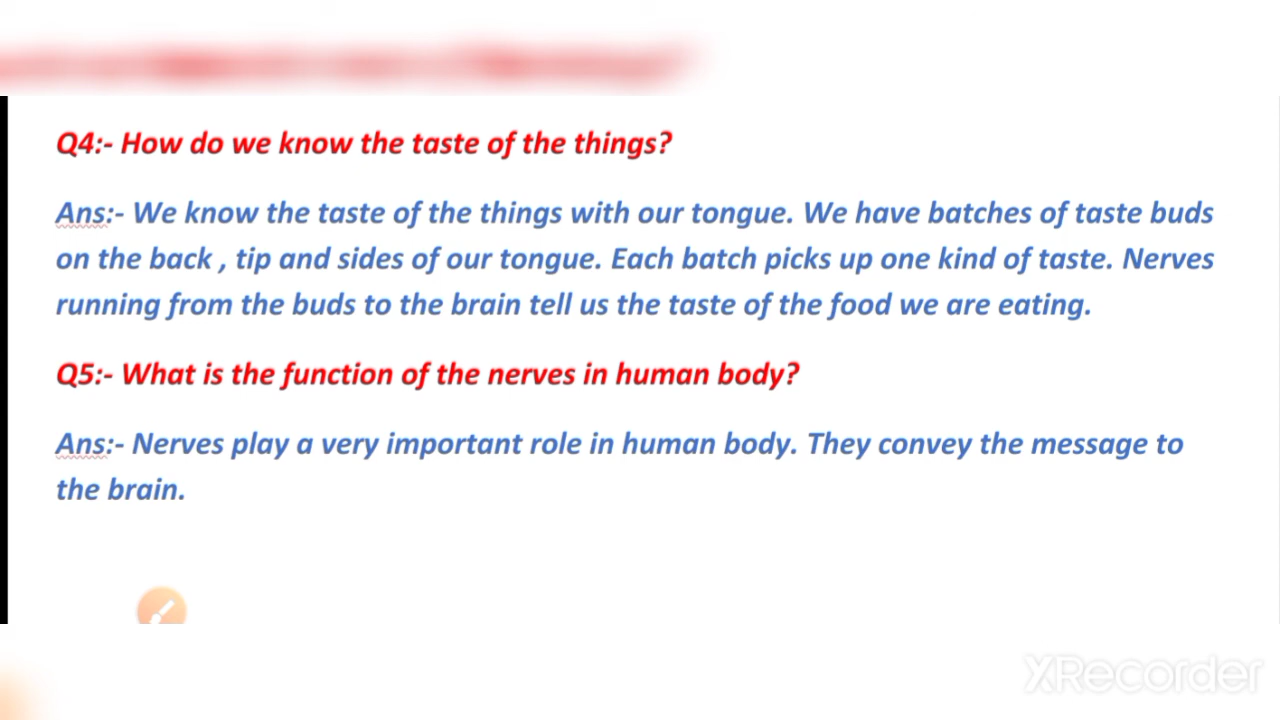 Q4:- How do we know the taste of the things?
Ans:- We know the taste of the things with our tongue. We have batches of taste buds
on the back , tip and sides of our tongue. Each batch picks up one kind of taste. Nerves
running from the buds to the brain tell us the taste of the food we are eating.
Q5:- What is the function of the nerves in human body?
Ans:- Nerves play a very important role in human body. They convey the message to
the brain.
XRecorder